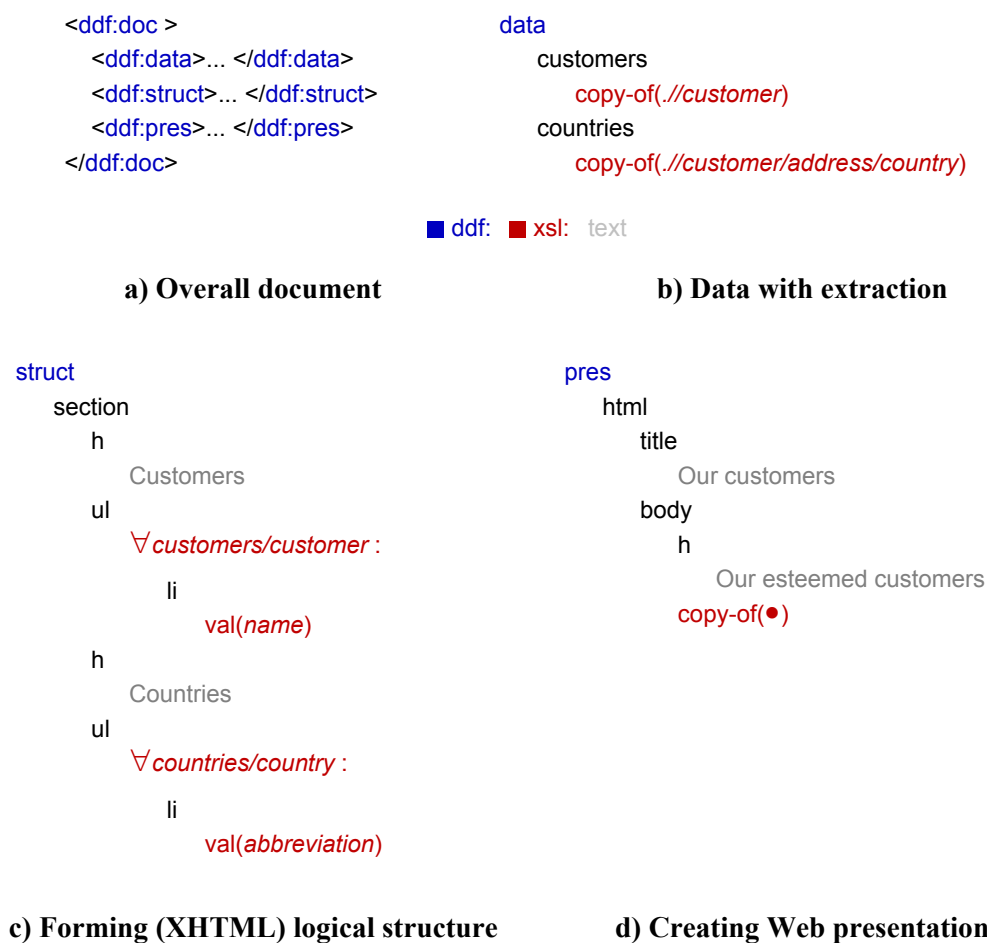 <ddf:doc >
<ddf:data>... </ddf:data>
<ddf:struct>... </ddf:struct>
<ddf:pres>... </ddf:pres>
</ddf:doc>
data
customers
copy-of(.//customer)
countries
copy-of(.//customer/address/country)
ddf: xsl: text
a) Overall document
b) Data with extraction
struct
section
h
Customers
ul
∀customers/customer :
li
val(name)
h
Countries
ul
∀countries/country :
li
val(abbreviation)
pres
html
title
Our customers
body
h
Our esteemed customers
copy-of(●)
c) Forming (XHTML) logical structure
d) Creating Web presentation